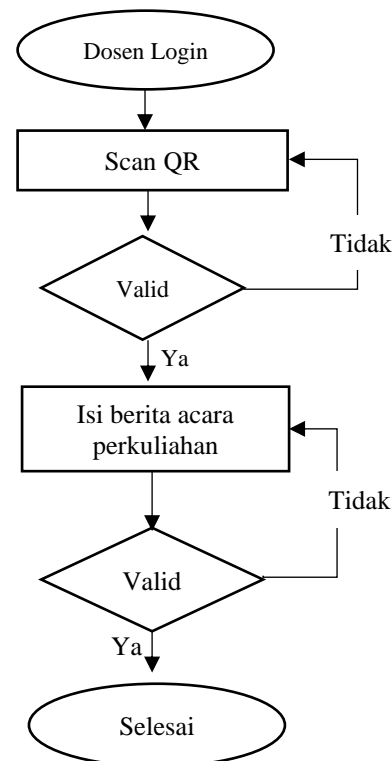 Dosen Login
Scan QR
Tidak
Valid
Ya
Isi berita acara
perkuliahan
Tidak
Valid
Ya
Selesai